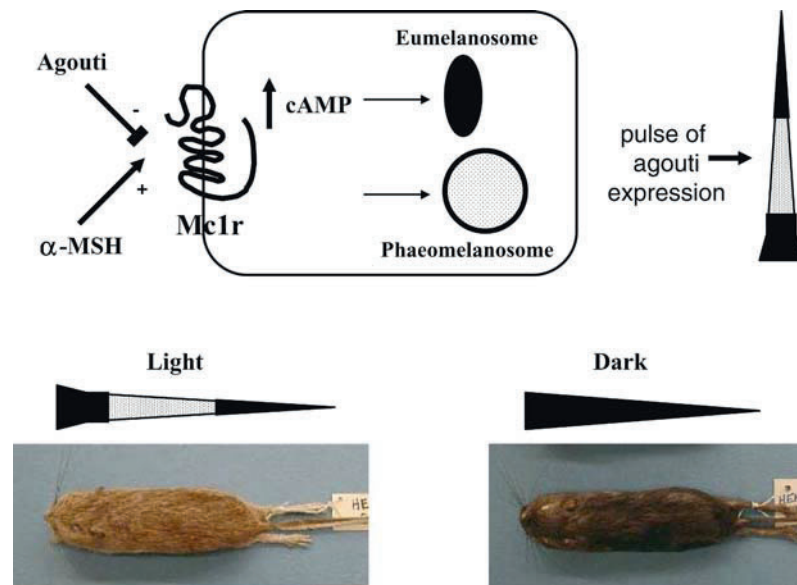 Agouti
-
+
α-MSH
Mc1r
cAMP
Eumelanosome
Phaeomelanosome
pulse of
agouti
expression
Light
Dark
HE
HE